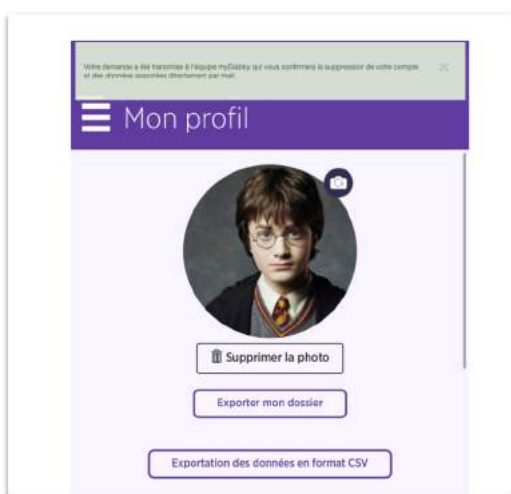 Votre demande a été transmise à l'équipe myDiabby qui vous confirmera la suppression de votre compte
et des données associées directement par mail.
Mon profil
Supprimer la photo
Exporter mon dossier
Exportation des données en format CSV